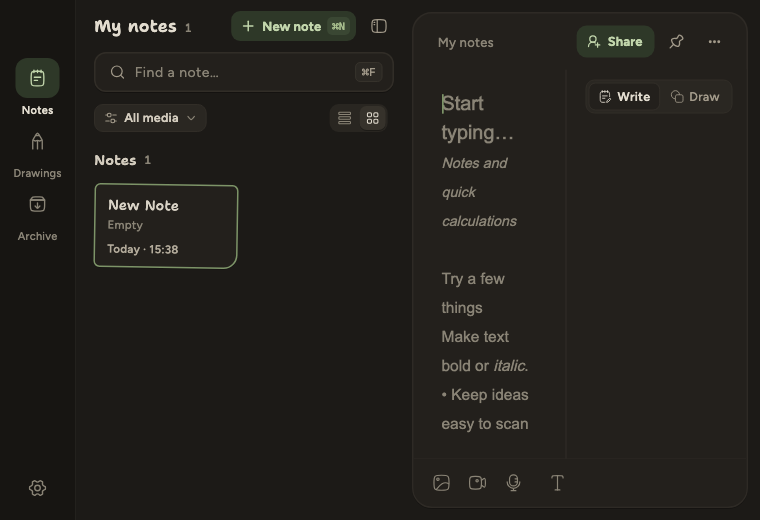 My notes 1
New note ⌘N
Find a note... ⌘F
All media
Notes 1
New Note
Empty
Today · 15:38
Notes
Drawings
Archive
My notes
Share
Write
Draw
Start
typing...
Notes and
quick
calculations
Try a few
things
Make text
bold or italic.
• Keep ideas
easy to scan